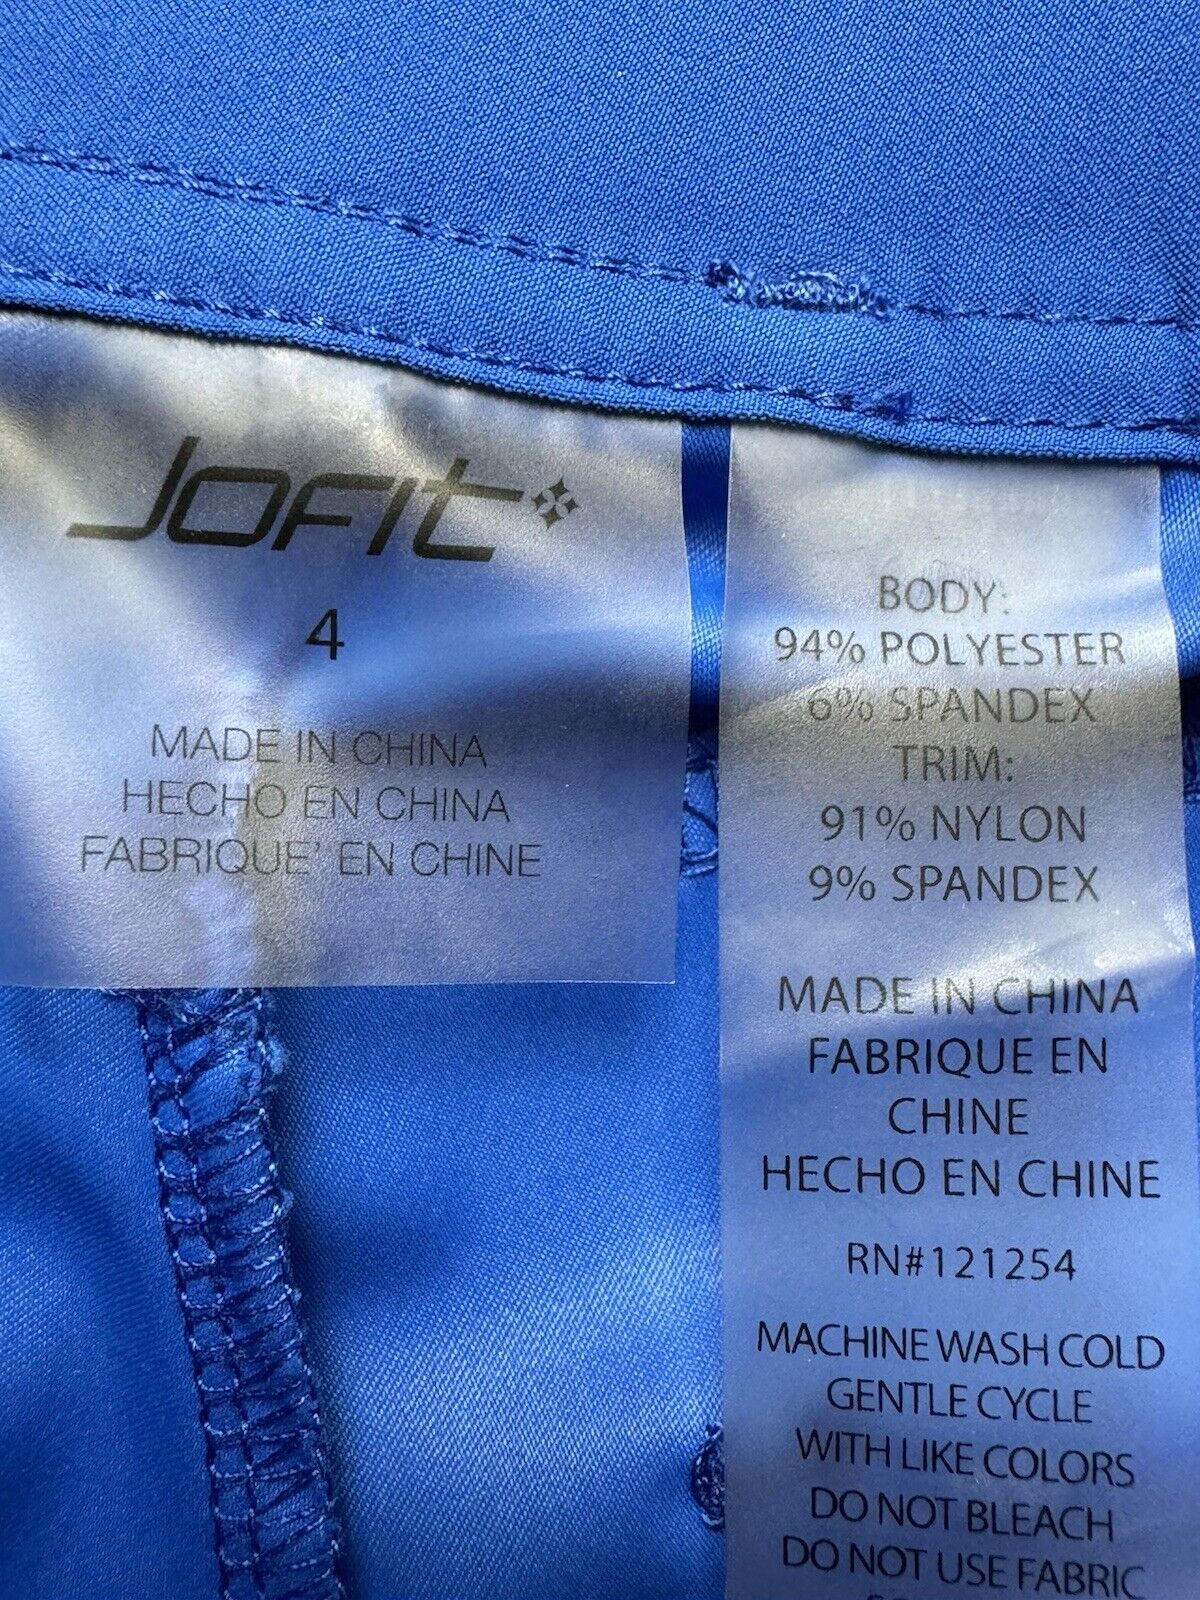 JOFIT
4
MADE IN CHINA
HECHO EN CHINA
FABRIQUE' EN CHINE
BODY:
94% POLYESTER
6% SPANDEX
TRIM:
91% NYLON
9% SPANDEX
MADE IN CHINA
FABRIQUE EN
CHINE
HECHO EN CHINE
RN#121254
MACHINE WASH COLD
GENTLE CYCLE
WITH LIKE COLORS
DO NOT BLEACH
DO NOT USE FABRIC